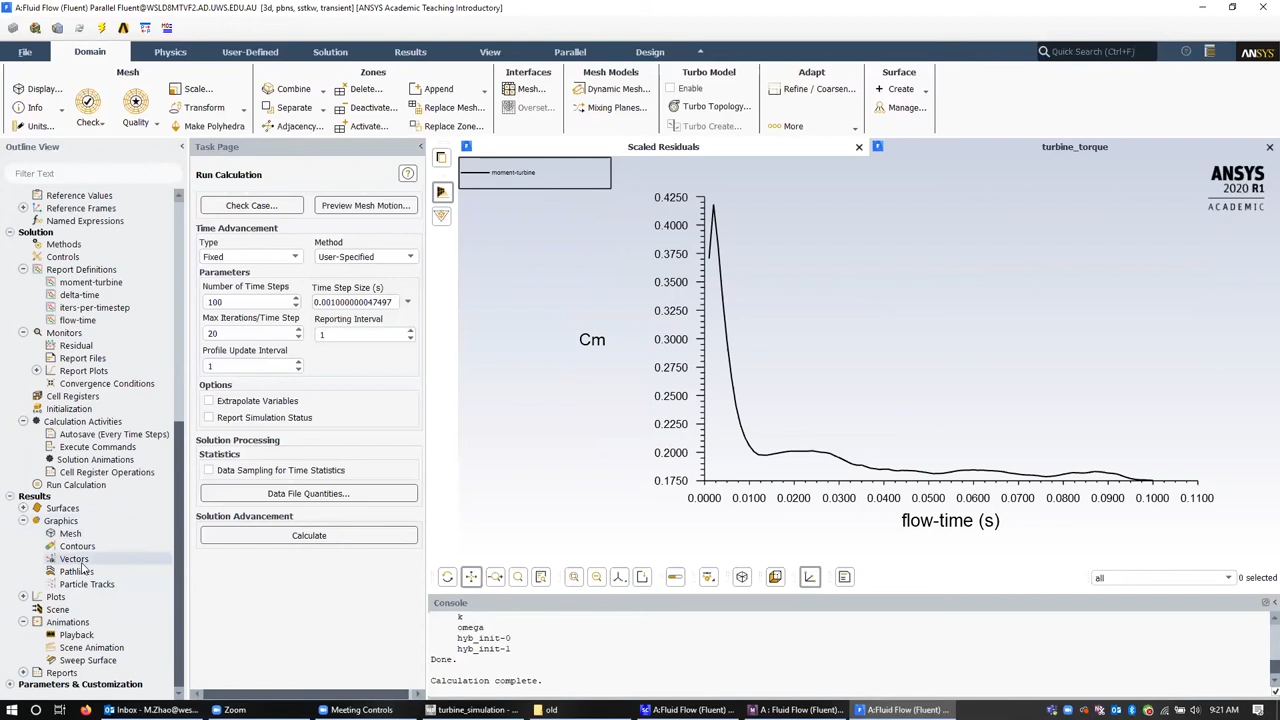 A:Fluid Flow (Fluent) Parallel Fluent@WSLD8MTVF2.AD.UWS.EDU.AU [3d, pbns, sstkw, transient] [ANSYS Academic Teaching Introductory]
File Domain Physics User-Defined Solution Results View Parallel Design Quick Search (Ctrl+F) ANSYS
Mesh Zones Interfaces Mesh Models Turbo Model Adapt Surface
Display... Scale... Combine Delete... Append Mesh... Dynamic Mesh... Enable Refine / Coarsen... Create
Info Check Quality Transform Separate Deactivate... Replace Mesh... Overset... Mixing Planes... Turbo Topology... Manage...
Units... Make Polyhedra Adjacency... Activate... Replace Zone... Turbo Create... More
Outline View
Filter Text
Reference Values
Reference Frames
Named Expressions
Solution
Methods
Controls
Report Definitions
moment-turbine
delta-time
iters-per-timestep
flow-time
Monitors
Residual
Report Files
Report Plots
Convergence Conditions
Cell Registers
Initialization
Calculation Activities
Autosave (Every Time Steps)
Execute Commands
Solution Animations
Cell Register Operations
Run Calculation
Results
Surfaces
Graphics
Mesh
Contours
Vectors
Pathlines
Particle Tracks
Plots
Scene
Animations
Playback
Scene Animation
Sweep Surface
Reports
Parameters & Customization
Task Page
Run Calculation
Check Case... Preview Mesh Motion...
Time Advancement
Type Method
Fixed User-Specified
Parameters
Number of Time Steps Time Step Size (s)
100 0.001000000047497
Max Iterations/Time Step Reporting Interval
20 1
Profile Update Interval
1
Options
Extrapolate Variables
Report Simulation Status
Solution Processing
Statistics
Data Sampling for Time Statistics
Data File Quantities...
Solution Advancement
Calculate
Scaled Residuals turbine_torque
moment-turbine
ANSYS
2020 R1
ACADEMIC
0.4250
0.4000
0.3750
0.3500
0.3250
0.3000
0.2750
0.2500
0.2250
0.2000
0.1750
Cm
0.0000 0.0100 0.0200 0.0300 0.0400 0.0500 0.0600 0.0700 0.0800 0.0900 0.1000 0.1100
flow-time (s)
all 0 selected
Console
k
omega
hyb_init-0
hyb_init-1
Done.
Calculation complete.
Inbox - M.Zhao@wes... Zoom Meeting Controls turbine_simulation - ... old A:Fluid Flow (Fluent)... A : Fluid Flow (Fluen... A:Fluid Flow (Fluent)... 9:21 AM